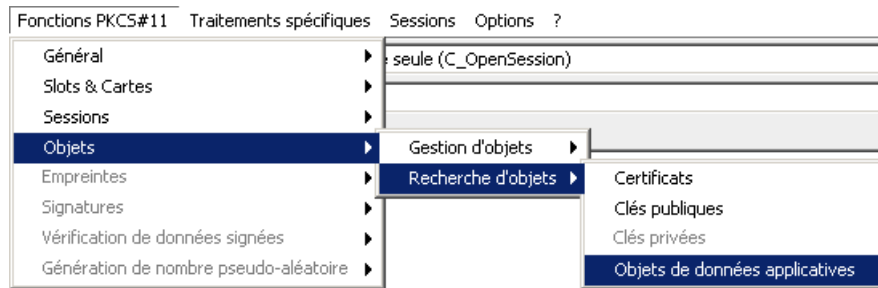 Fonctions PKCS#11 Traitements spécifiques Sessions Options ?
Général
seule (C_OpenSession)
Slots & Cartes
Sessions
Objets
Gestion d'objets
Empreintes
Recherche d'objets
Certificats
Signatures
Clés publiques
Vérification de données signées
Clés privées
Génération de nombre pseudo-aléatoire
Objets de données applicatives